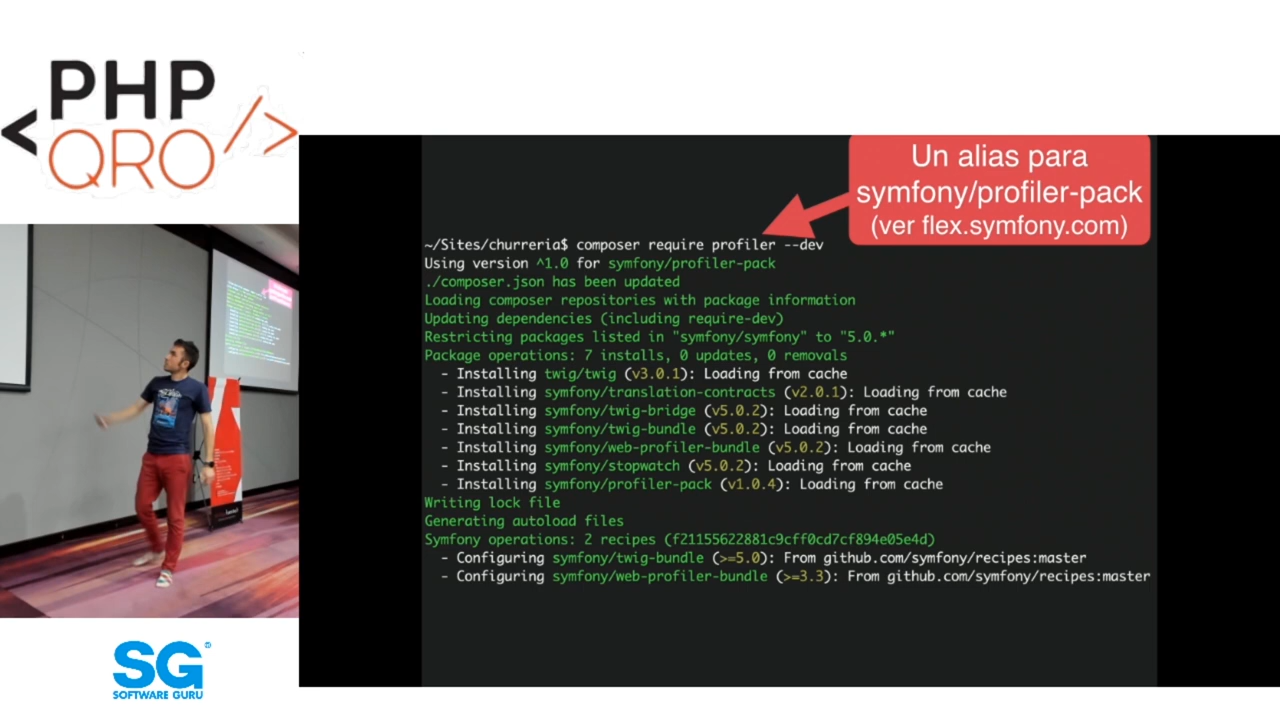 PHP
QRO
Un alias para
symfony/profiler-pack
(ver flex.symfony.com)
~/Sites/churreria$ composer require profiler --dev
Using version ^1.0 for symfony/profiler-pack
./composer.json has been updated
Loading composer repositories with package information
Updating dependencies (including require-dev)
Restricting packages listed in "symfony/symfony" to "5.0.*"
Package operations: 7 installs, 0 updates, 0 removals
- Installing twig/twig (v3.0.1): Loading from cache
- Installing symfony/translation-contracts (v2.0.1): Loading from cache
- Installing symfony/twig-bridge (v5.0.2): Loading from cache
- Installing symfony/twig-bundle (v5.0.2): Loading from cache
- Installing symfony/web-profiler-bundle (v5.0.2): Loading from cache
- Installing symfony/stopwatch (v5.0.2): Loading from cache
- Installing symfony/profiler-pack (v1.0.4): Loading from cache
Writing lock file
Generating autoload files
Symfony operations: 2 recipes (f21155622881c9cff0cd7cf894e05e4d)
- Configuring symfony/twig-bundle (>=5.0): From github.com/symfony/recipes:master
- Configuring symfony/web-profiler-bundle (>=3.3): From github.com/symfony/recipes:master
SG®
SOFTWARE GURU